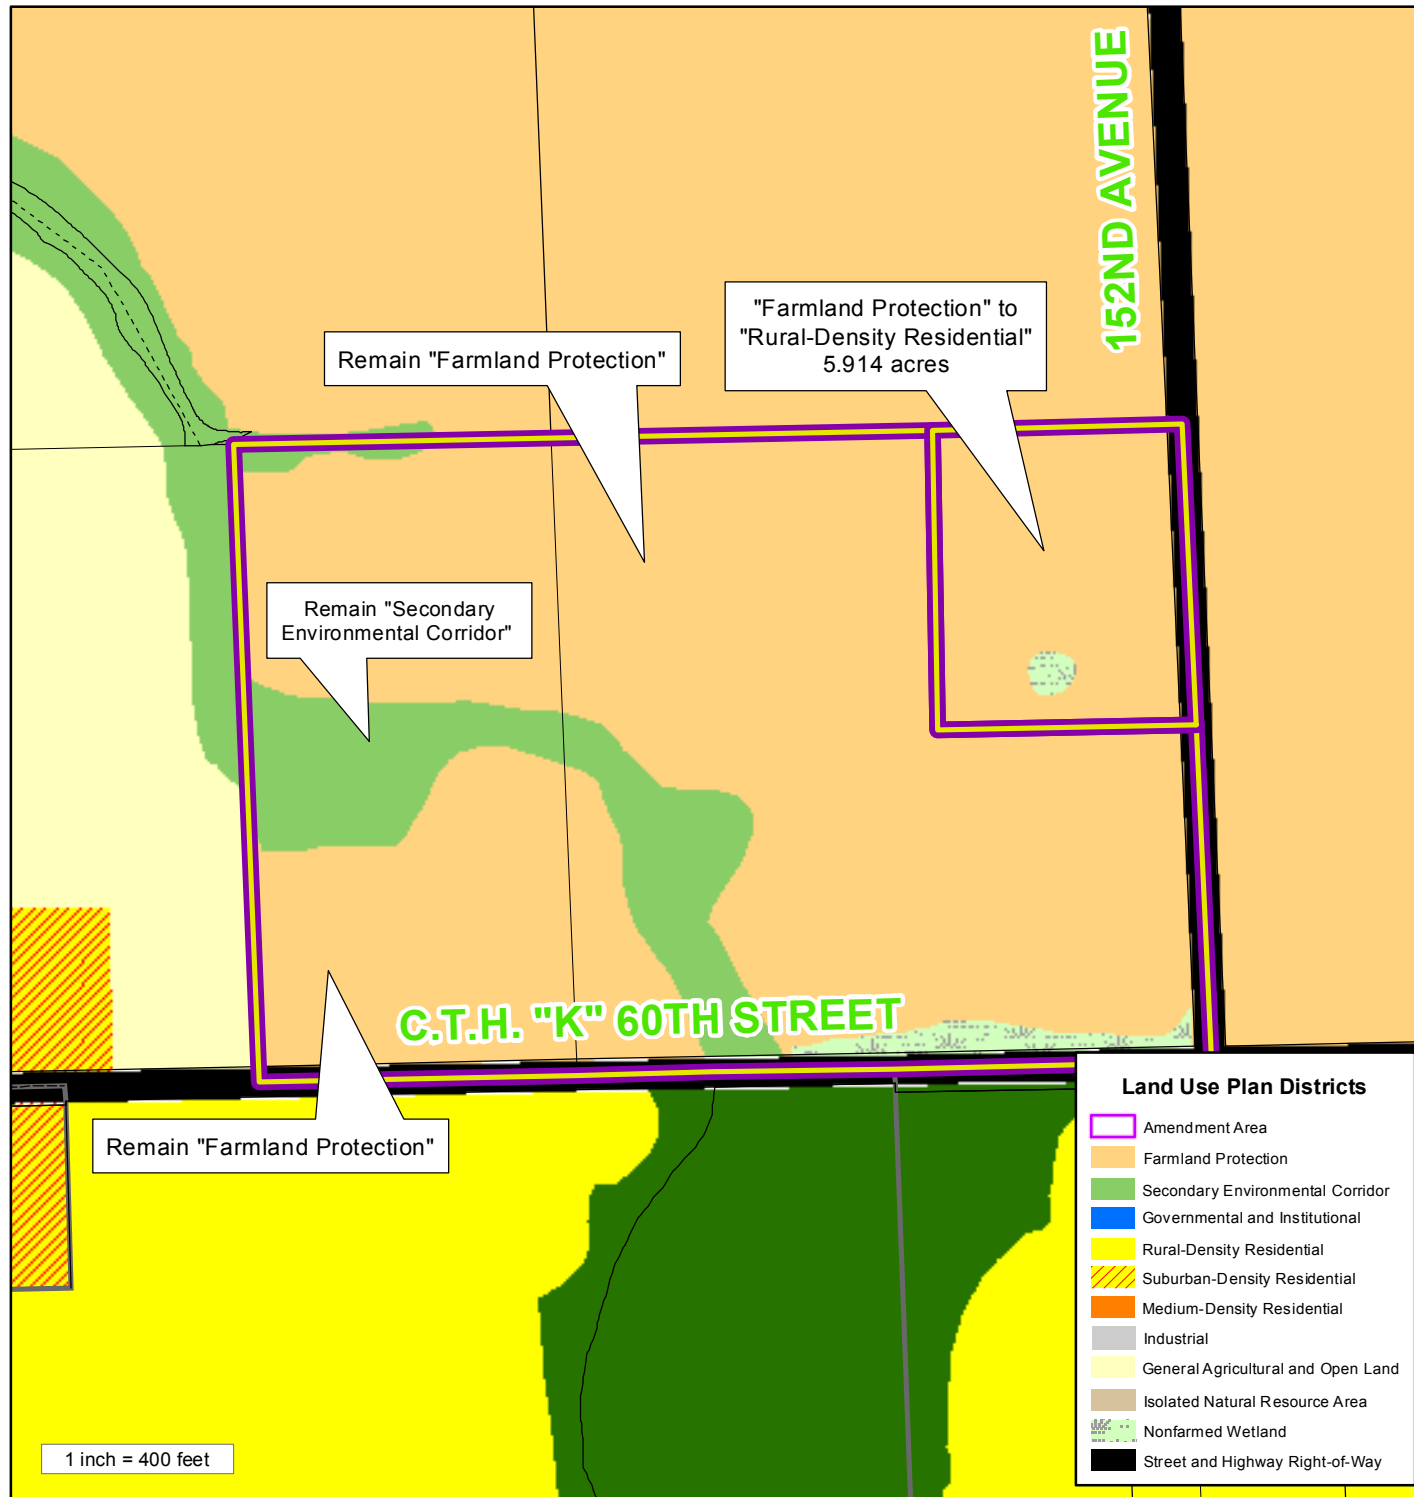 152ND AVENUE
"Farmland Protection" to
"Rural-Density Residential"
5.914 acres
Remain "Farmland Protection"
Remain "Secondary
Environmental Corridor"
C.T.H. "K" 60TH STREET
Remain "Farmland Protection"
Land Use Plan Districts
Amendment Area
Farmland Protection
Secondary Environmental Corridor
Governmental and Institutional
Rural-Density Residential
Suburban-Density Residential
Medium-Density Residential
Industrial
General Agricultural and Open Land
Isolated Natural Resource Area
Nonfarmed Wetland
Street and Highway Right-of-Way
1 inch = 400 feet